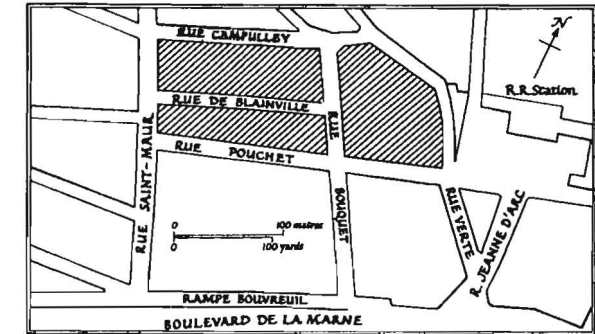 RUE CAMPULLEY
N
R.R. Station
RUE DE BLAINVILLE
RUE
BOUQUET
RUE SAINT-MAUR
RUE POUCHET
RUE VERTE
R. JEANNE D'ARC
0 100 metres
0 100 yards
RAMPE BOUVREUIL
BOULEVARD DE LA MARNE